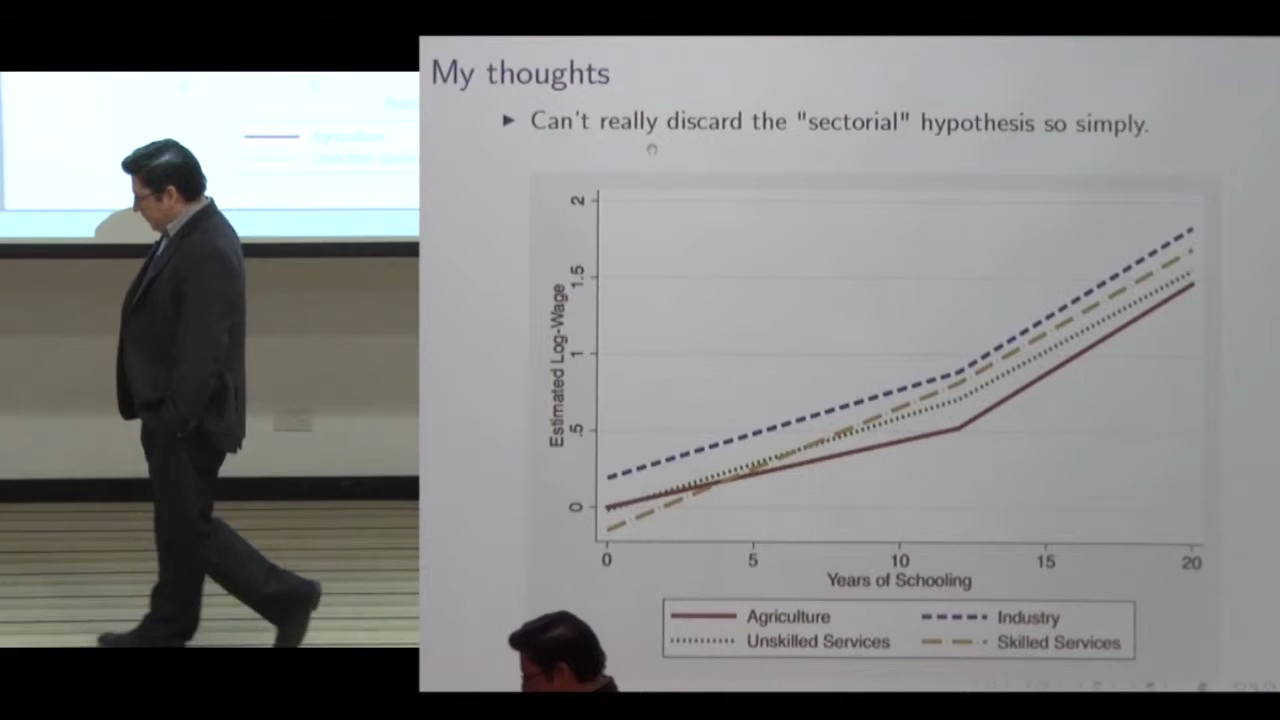 My thoughts
► Can't really discard the "sectorial" hypothesis so simply.
2
1.5
1
.5
0
Estimated Log-Wage
0 5 10 15 20
Years of Schooling
Agriculture Industry
Unskilled Services Skilled Services